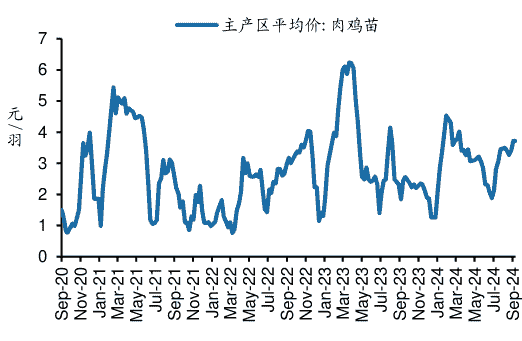 主产区平均价: 肉鸡苗
元/羽
7
6
5
4
3
2
1
0
Sep-20
Nov-20
Jan-21
Mar-21
May-21
Jul-21
Sep-21
Nov-21
Jan-22
Mar-22
May-22
Jul-22
Sep-22
Nov-22
Jan-23
Mar-23
May-23
Jul-23
Sep-23
Nov-23
Jan-24
Mar-24
May-24
Jul-24
Sep-24